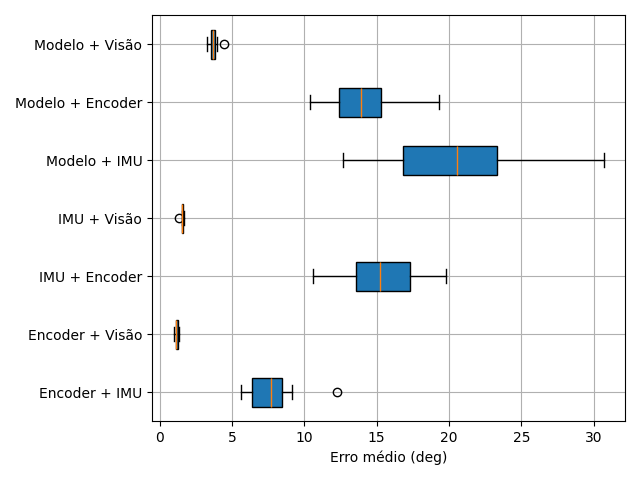 Modelo + Visão
Modelo + Encoder
Modelo + IMU
IMU + Visão
IMU + Encoder
Encoder + Visão
Encoder + IMU
0 5 10 15 20 25 30
Erro médio (deg)